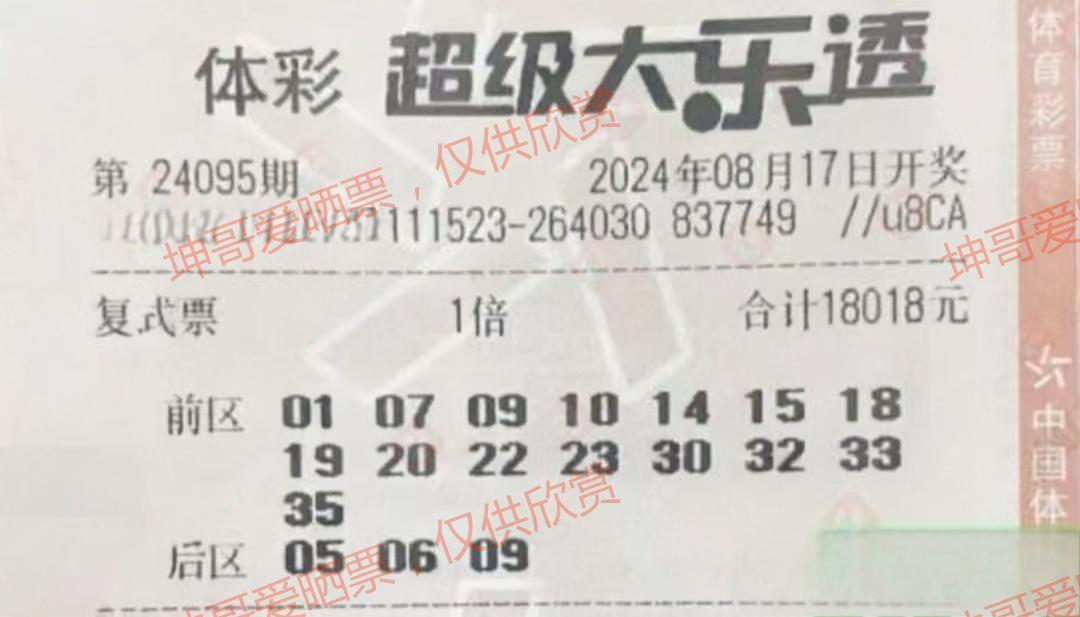 体彩 超级大乐透
第 24095期 2024年08月17日开奖
111523-264030 837749 //u8CA
复式票 1倍 合计18018元
前区 01 07 09 10 14 15 18
19 20 22 23 30 32 33
35
后区 05 06 09
体育彩票
中国体
坤哥爱晒票，仅供欣赏
坤哥爱
坤哥爱晒票，仅供欣赏
坤哥爱